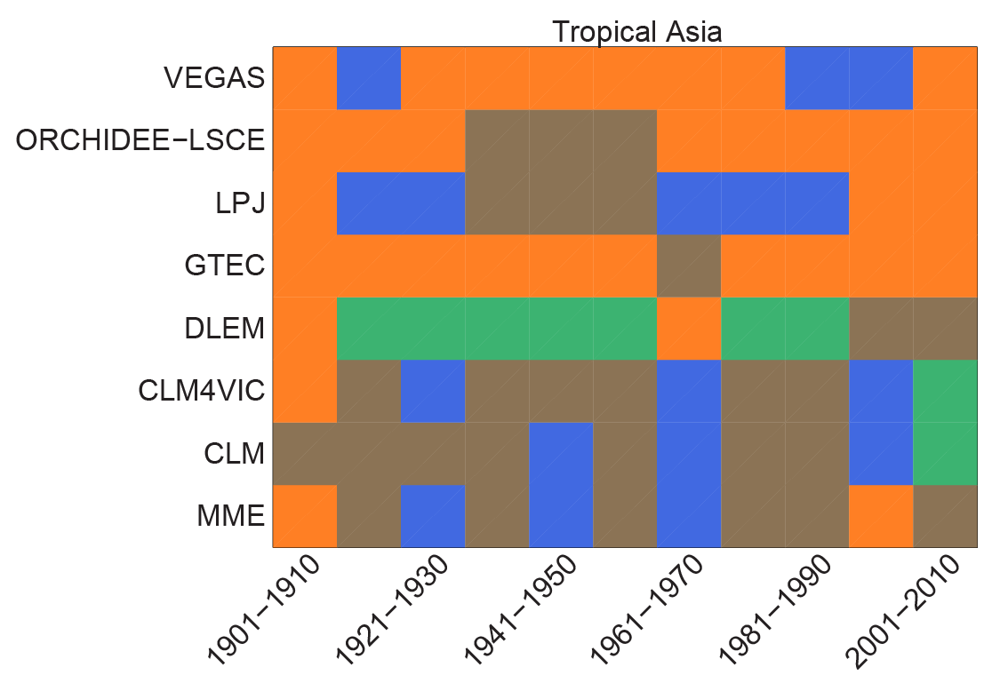 Tropical Asia
VEGAS
ORCHIDEE−LSCE
LPJ
GTEC
DLEM
CLM4VIC
CLM
MME
1901−1910
1921−1930
1941−1950
1961−1970
1981−1990
2001−2010